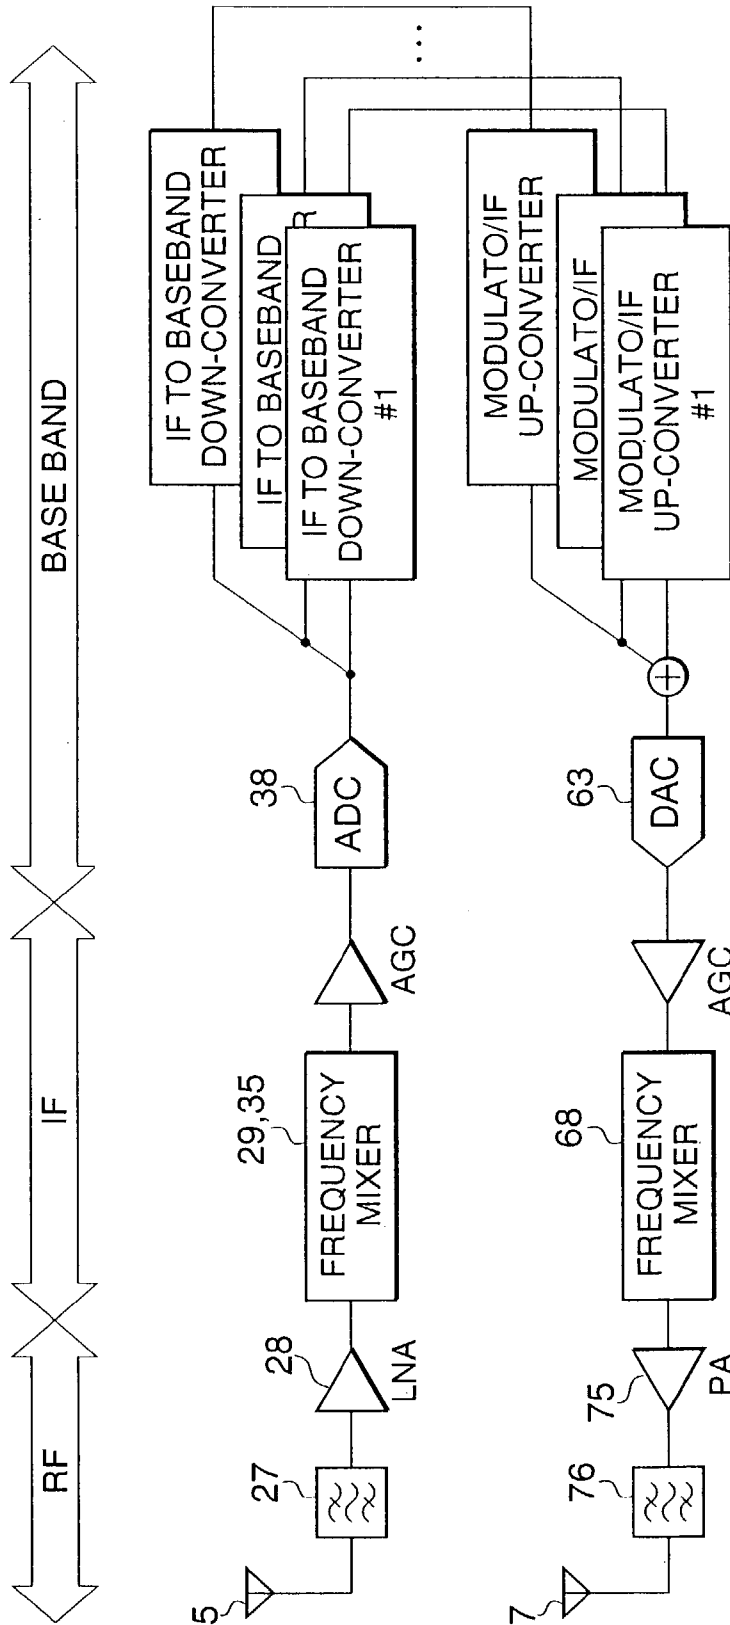 RF
IF
BASE BAND
5
27
28
LNA
29,35
FREQUENCY
MIXER
AGC
38
ADC
IF TO BASEBAND
DOWN-CONVERTER
IF TO BASEBAND
R
IF TO BASEBAND
DOWN-CONVERTER
#1
...
7
76
75
PA
68
FREQUENCY
MIXER
AGC
63
DAC
+
MODULATO/IF
UP-CONVERTER
MODULATO/IF
MODULATO/IF
UP-CONVERTER
#1